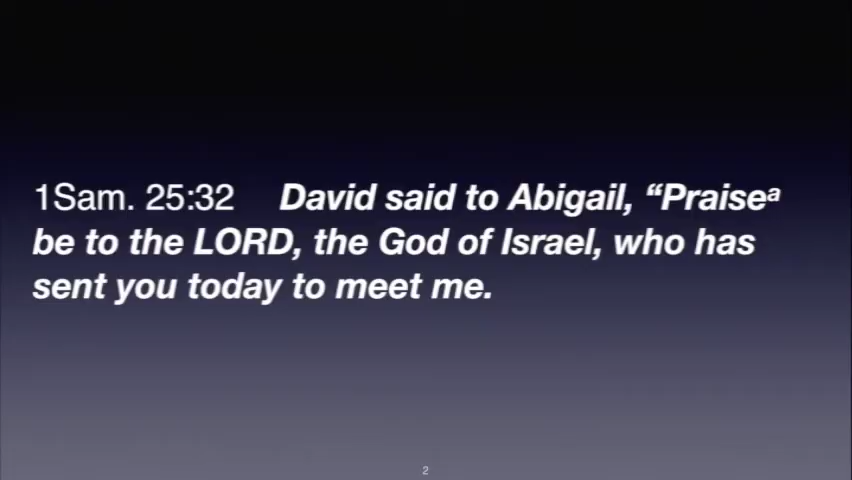 1Sam. 25:32 David said to Abigail, “Praiseᵃ
be to the LORD, the God of Israel, who has
sent you today to meet me.
2